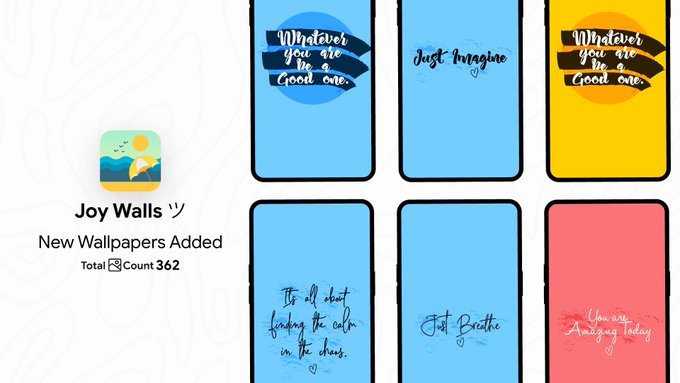 Joy Walls ツ
New Wallpapers Added
Total Count 362
Whatever
you are
be a
Good one.
Just Imagine
Whatever
you are
be a
Good one.
It's all about
finding the calm
in the chaos.
Just Breathe
You are
Amazing Today